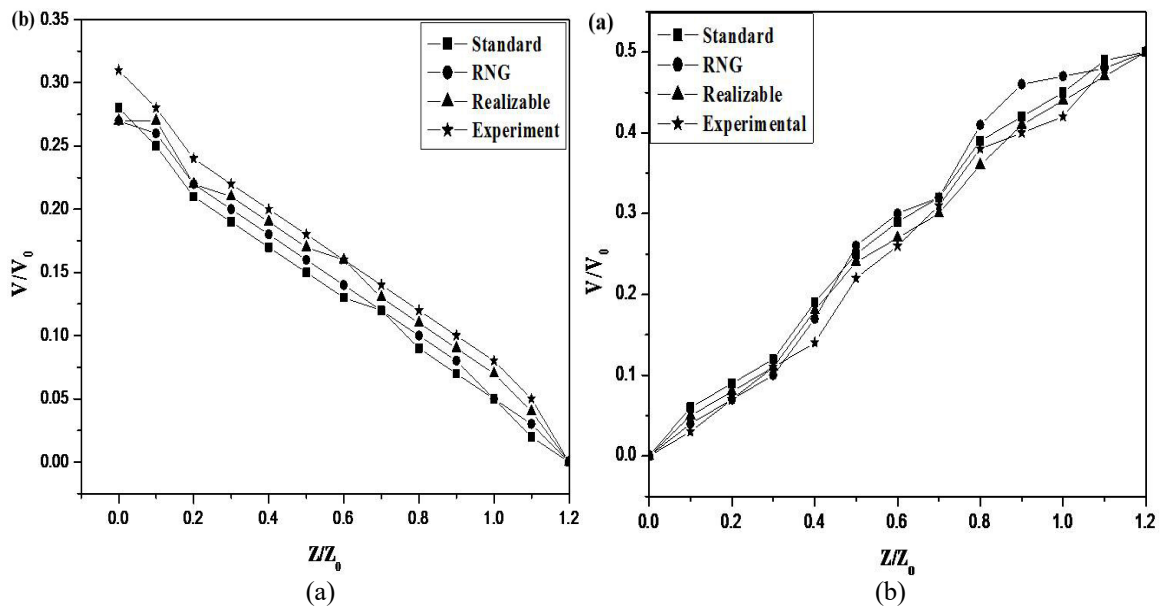 (b)
Standard
RNG
Realizable
Experiment
0.35
0.30
0.25
0.20
0.15
0.10
0.05
0.00
V/V₀
0.0 0.2 0.4 0.6 0.8 1.0 1.2
Z/Z₀
(a)
(a)
Standard
RNG
Realizable
Experimental
0.5
0.4
0.3
0.2
0.1
0.0
V/V₀
0.0 0.2 0.4 0.6 0.8 1.0 1.2
Z/Z₀
(b)